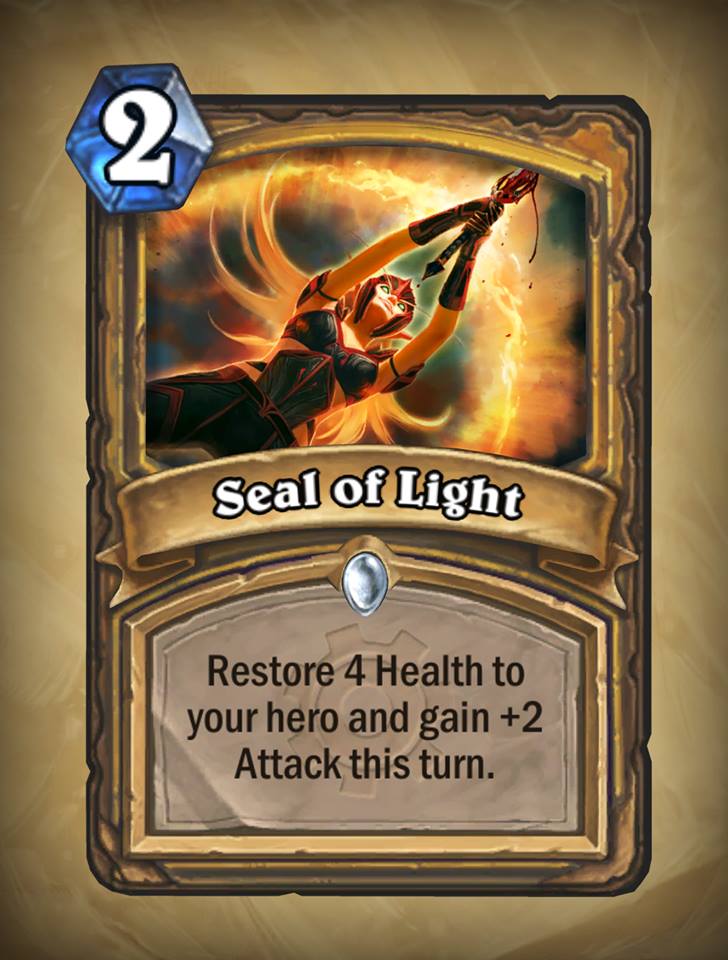 2
Seal of Light
Restore 4 Health to
your hero and gain +2
Attack this turn.